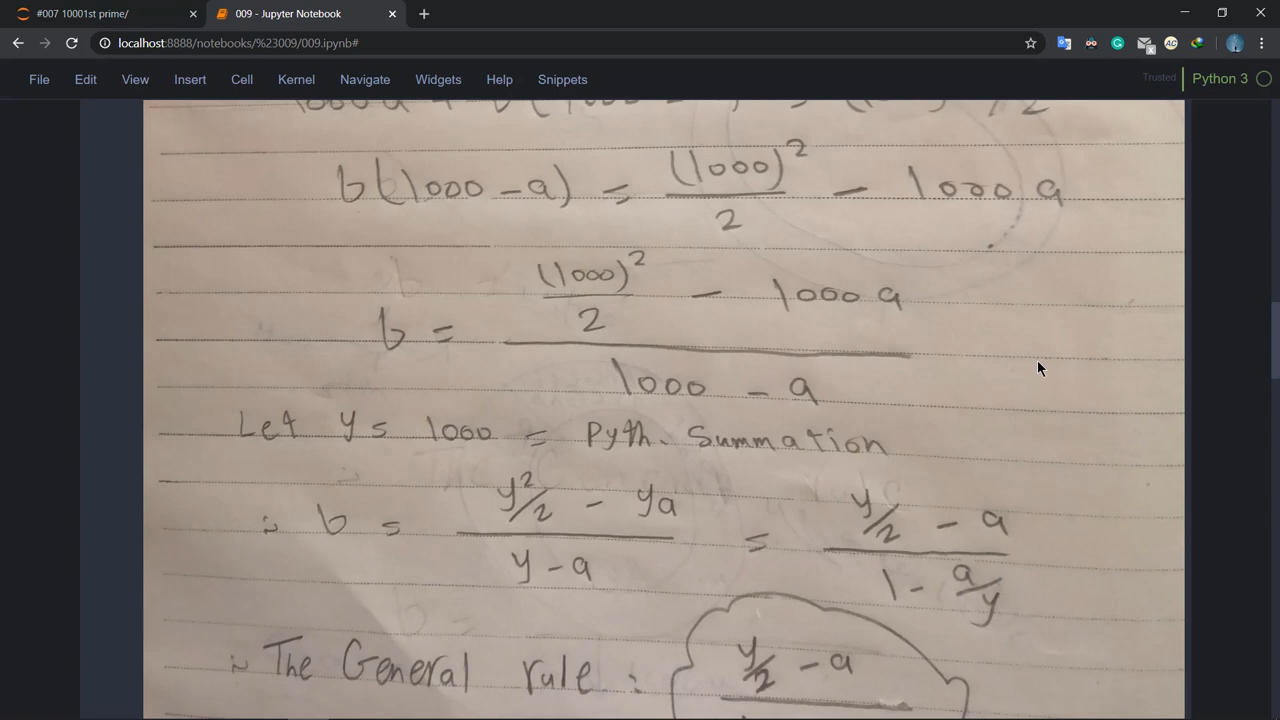 #007 10001st prime/
009 - Jupyter Notebook
localhost:8888/notebooks/%23009/009.ipynb#
File Edit View Insert Cell Kernel Navigate Widgets Help Snippets Trusted Python 3
b(1000 - a) = (1000)²/2 - 1000 a
b = ((1000)²/2 - 1000 a)/(1000 - a)
Let y = 1000 = Pyth. Summation
∴ b = (y²/2 - ya)/(y - a) = (y/2 - a)/(1 - a/y)
∴ The General rule : y/2 - a